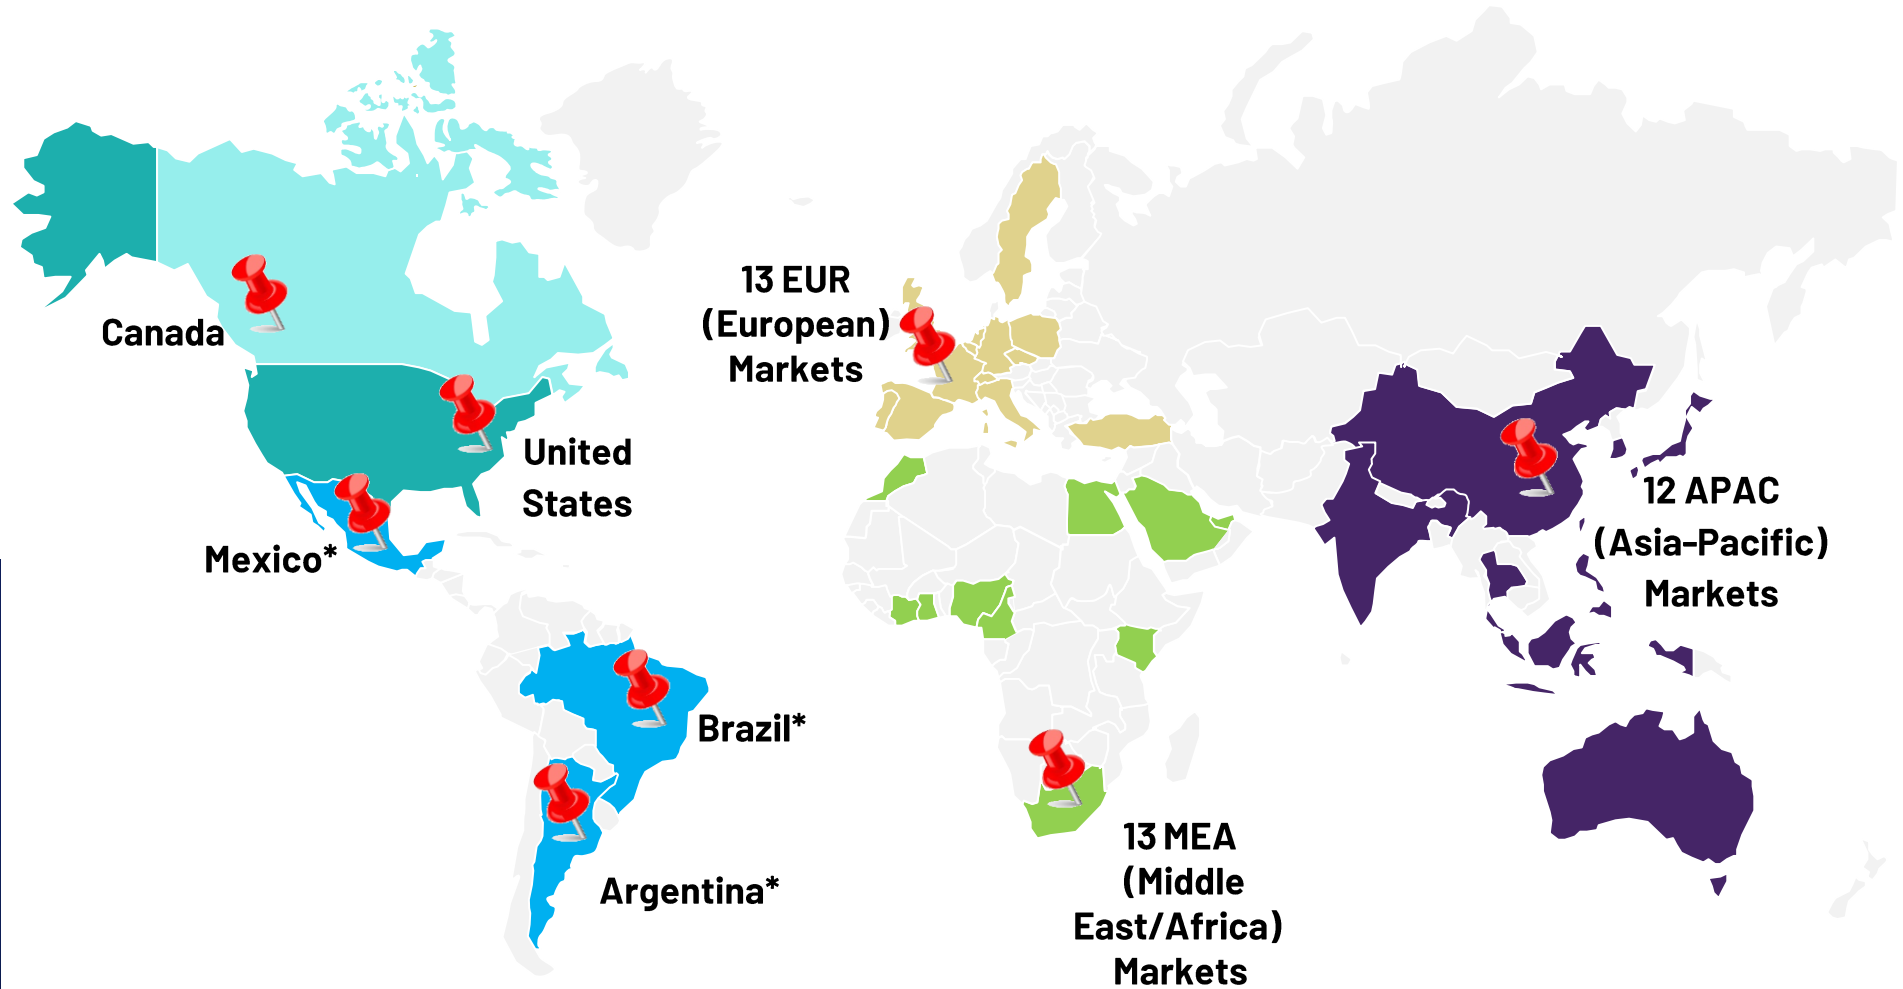 Canada
United
States
Mexico*
Brazil*
Argentina*
13 EUR
(European)
Markets
13 MEA
(Middle
East/Africa)
Markets
12 APAC
(Asia-Pacific)
Markets